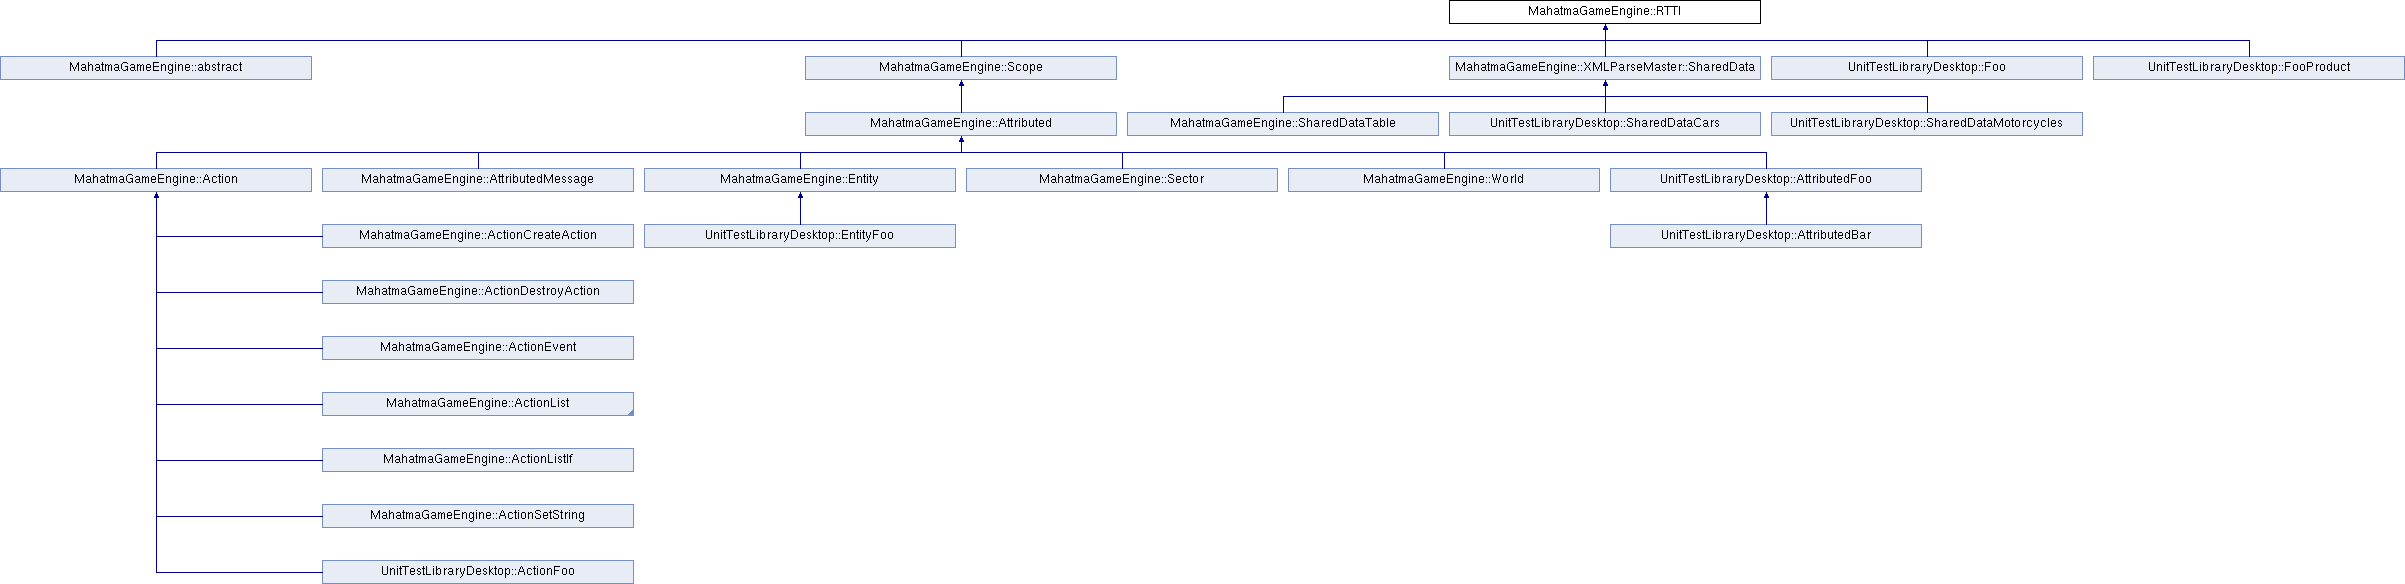 MahatmaGameEngine::RTTI
MahatmaGameEngine::abstract
MahatmaGameEngine::Scope
MahatmaGameEngine::XMLParseMaster::SharedData
UnitTestLibraryDesktop::Foo
UnitTestLibraryDesktop::FooProduct
MahatmaGameEngine::Attributed
MahatmaGameEngine::SharedDataTable
UnitTestLibraryDesktop::SharedDataCars
UnitTestLibraryDesktop::SharedDataMotorcycles
MahatmaGameEngine::Action
MahatmaGameEngine::AttributedMessage
MahatmaGameEngine::Entity
MahatmaGameEngine::Sector
MahatmaGameEngine::World
UnitTestLibraryDesktop::AttributedFoo
MahatmaGameEngine::ActionCreateAction
UnitTestLibraryDesktop::EntityFoo
UnitTestLibraryDesktop::AttributedBar
MahatmaGameEngine::ActionDestroyAction
MahatmaGameEngine::ActionEvent
MahatmaGameEngine::ActionList
MahatmaGameEngine::ActionListIf
MahatmaGameEngine::ActionSetString
UnitTestLibraryDesktop::ActionFoo